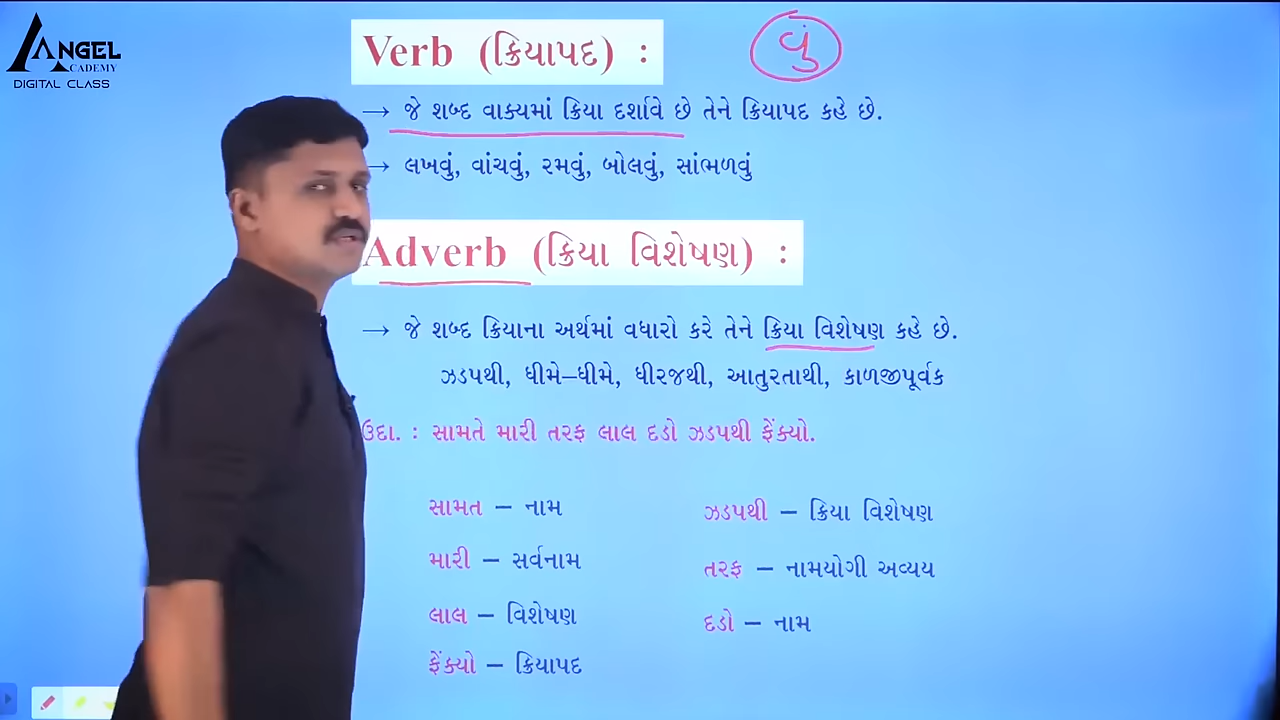 ANGEL
ACADEMY
DIGITAL CLASS
Verb (ક્રિયાપદ) :
વું
→ જે શબ્દ વાક્યમાં ક્રિયા દર્શાવે છે તેને ક્રિયાપદ કહે છે.
→ લખવું, વાંચવું, રમવું, બોલવું, સાંભળવું
Adverb (ક્રિયા વિશેષણ) :
→ જે શબ્દ ક્રિયાના અર્થમાં વધારો કરે તેને ક્રિયા વિશેષણ કહે છે.
ઝડપથી, ધીમે–ધીમે, ધીરજથી, આતુરતાથી, કાળજીપૂર્વક
ઉદા. : સામતે મારી તરફ લાલ દડો ઝડપથી ફેંક્યો.
સામત – નામ
મારી – સર્વનામ
લાલ – વિશેષણ
ફેંક્યો – ક્રિયાપદ
ઝડપથી – ક્રિયા વિશેષણ
તરફ – નામયોગી અવ્યય
દડો – નામ